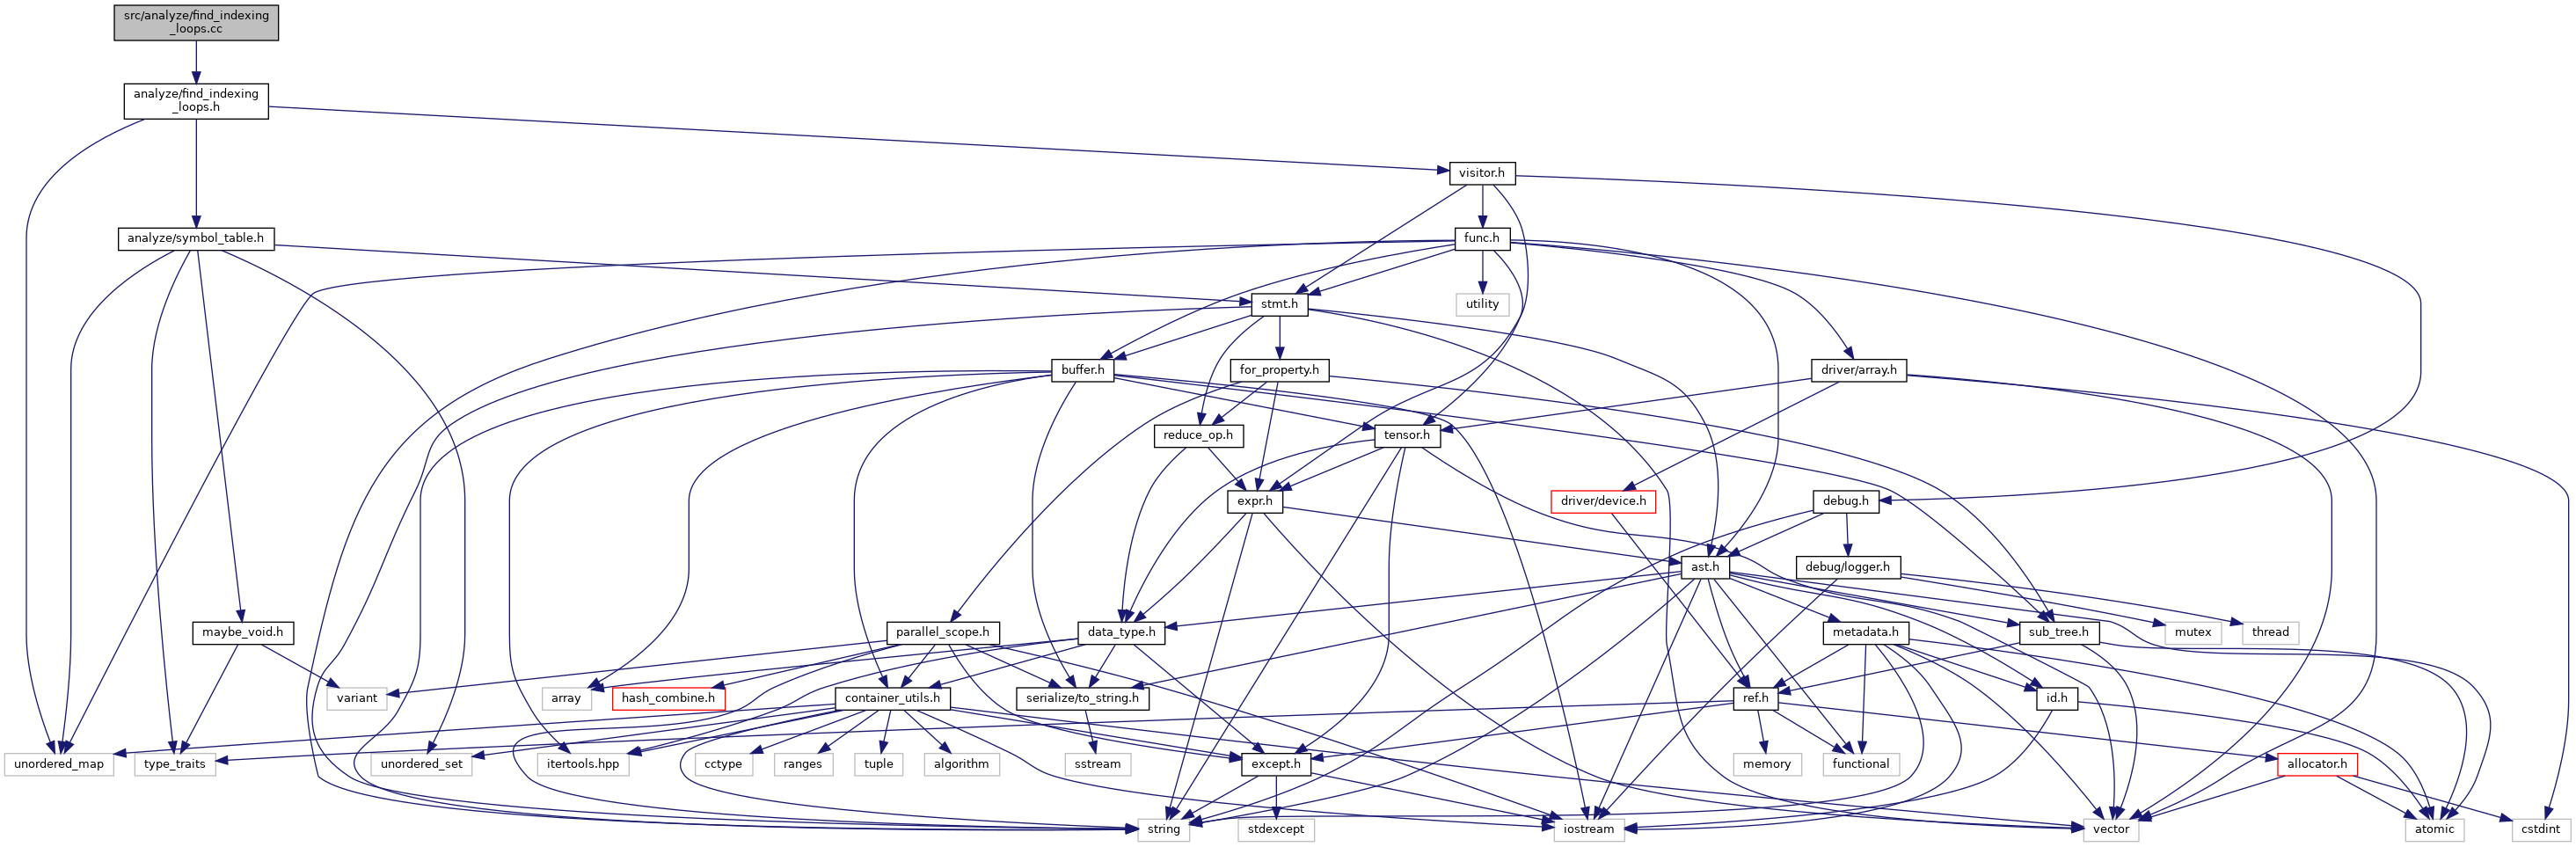 src/analyze/find_indexing
_loops.cc
analyze/find_indexing
_loops.h
visitor.h
analyze/symbol_table.h
func.h
stmt.h
utility
buffer.h
for_property.h
driver/array.h
reduce_op.h
tensor.h
expr.h
driver/device.h
debug.h
ast.h
debug/logger.h
maybe_void.h
parallel_scope.h
data_type.h
metadata.h
sub_tree.h
mutex
thread
variant
array
hash_combine.h
container_utils.h
serialize/to_string.h
ref.h
id.h
unordered_map
type_traits
unordered_set
itertools.hpp
cctype
ranges
tuple
algorithm
sstream
except.h
memory
functional
allocator.h
string
stdexcept
iostream
vector
atomic
cstdint